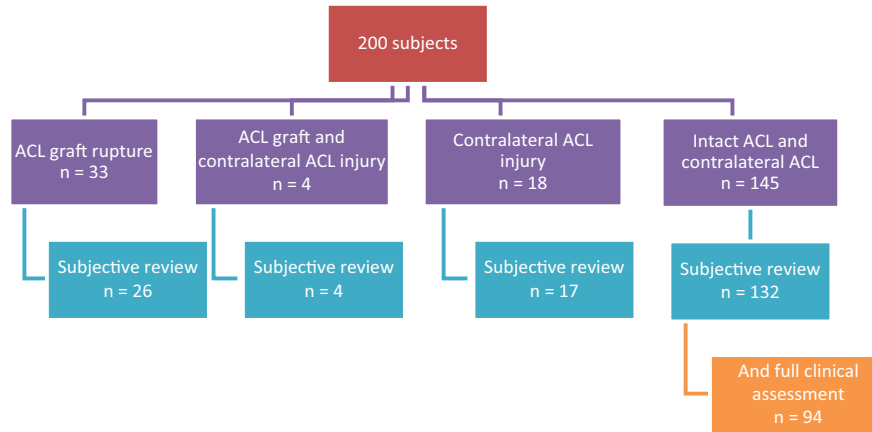 200 subjects
ACL graft rupture
n = 33
ACL graft and
contralateral ACL injury
n = 4
Contralateral ACL
injury
n = 18
Intact ACL and
contralateral ACL
n = 145
Subjective review
n = 26
Subjective review
n = 4
Subjective review
n = 17
Subjective review
n = 132
And full clinical
assessment
n = 94